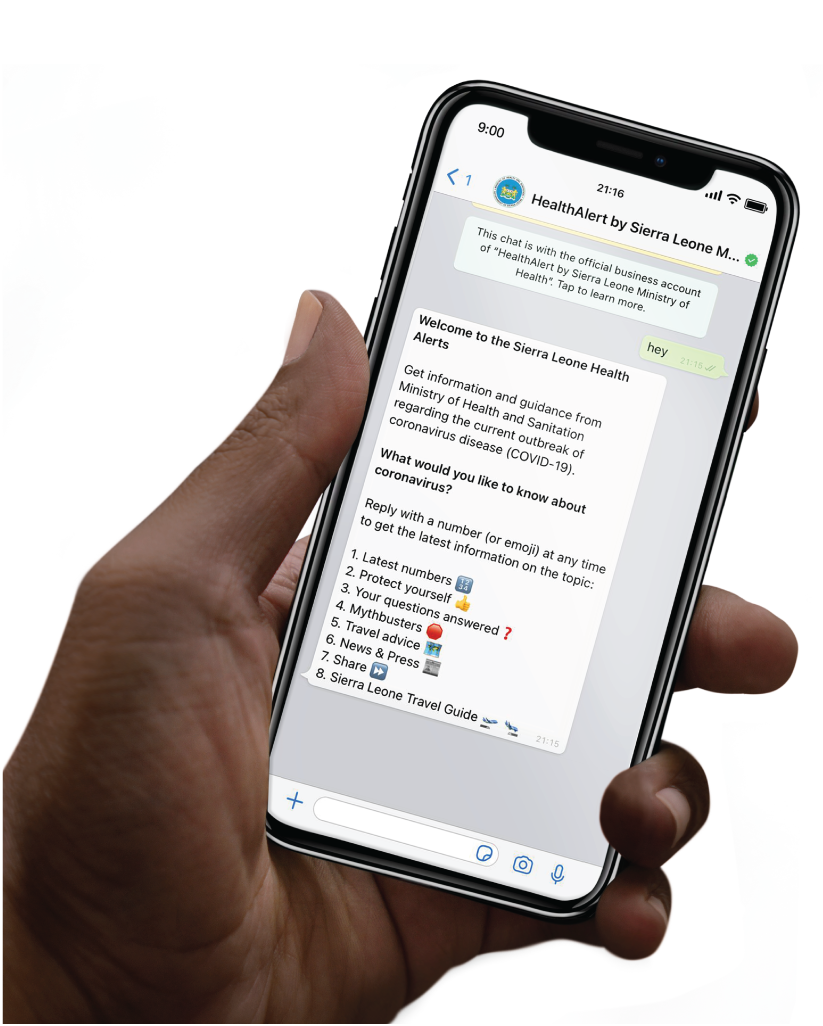 9:00
21:16
1
HealthAlert by Sierra Leone M...
This chat is with the official business account
of “HealthAlert by Sierra Leone Ministry of
Health”. Tap to learn more.
hey 21:15
Welcome to the Sierra Leone Health
Alerts
Get information and guidance from
Ministry of Health and Sanitation
regarding the current outbreak of
coronavirus disease (COVID-19).
What would you like to know about
coronavirus?
Reply with a number (or emoji) at any time
to get the latest information on the topic:
1. Latest numbers 🔢
2. Protect yourself 👍
3. Your questions answered ❓
4. Mythbusters 🔴
5. Travel advice 🏞
6. News & Press 📰
7. Share ⏩
8. Sierra Leone Travel Guide 🛫 🛬
21:15